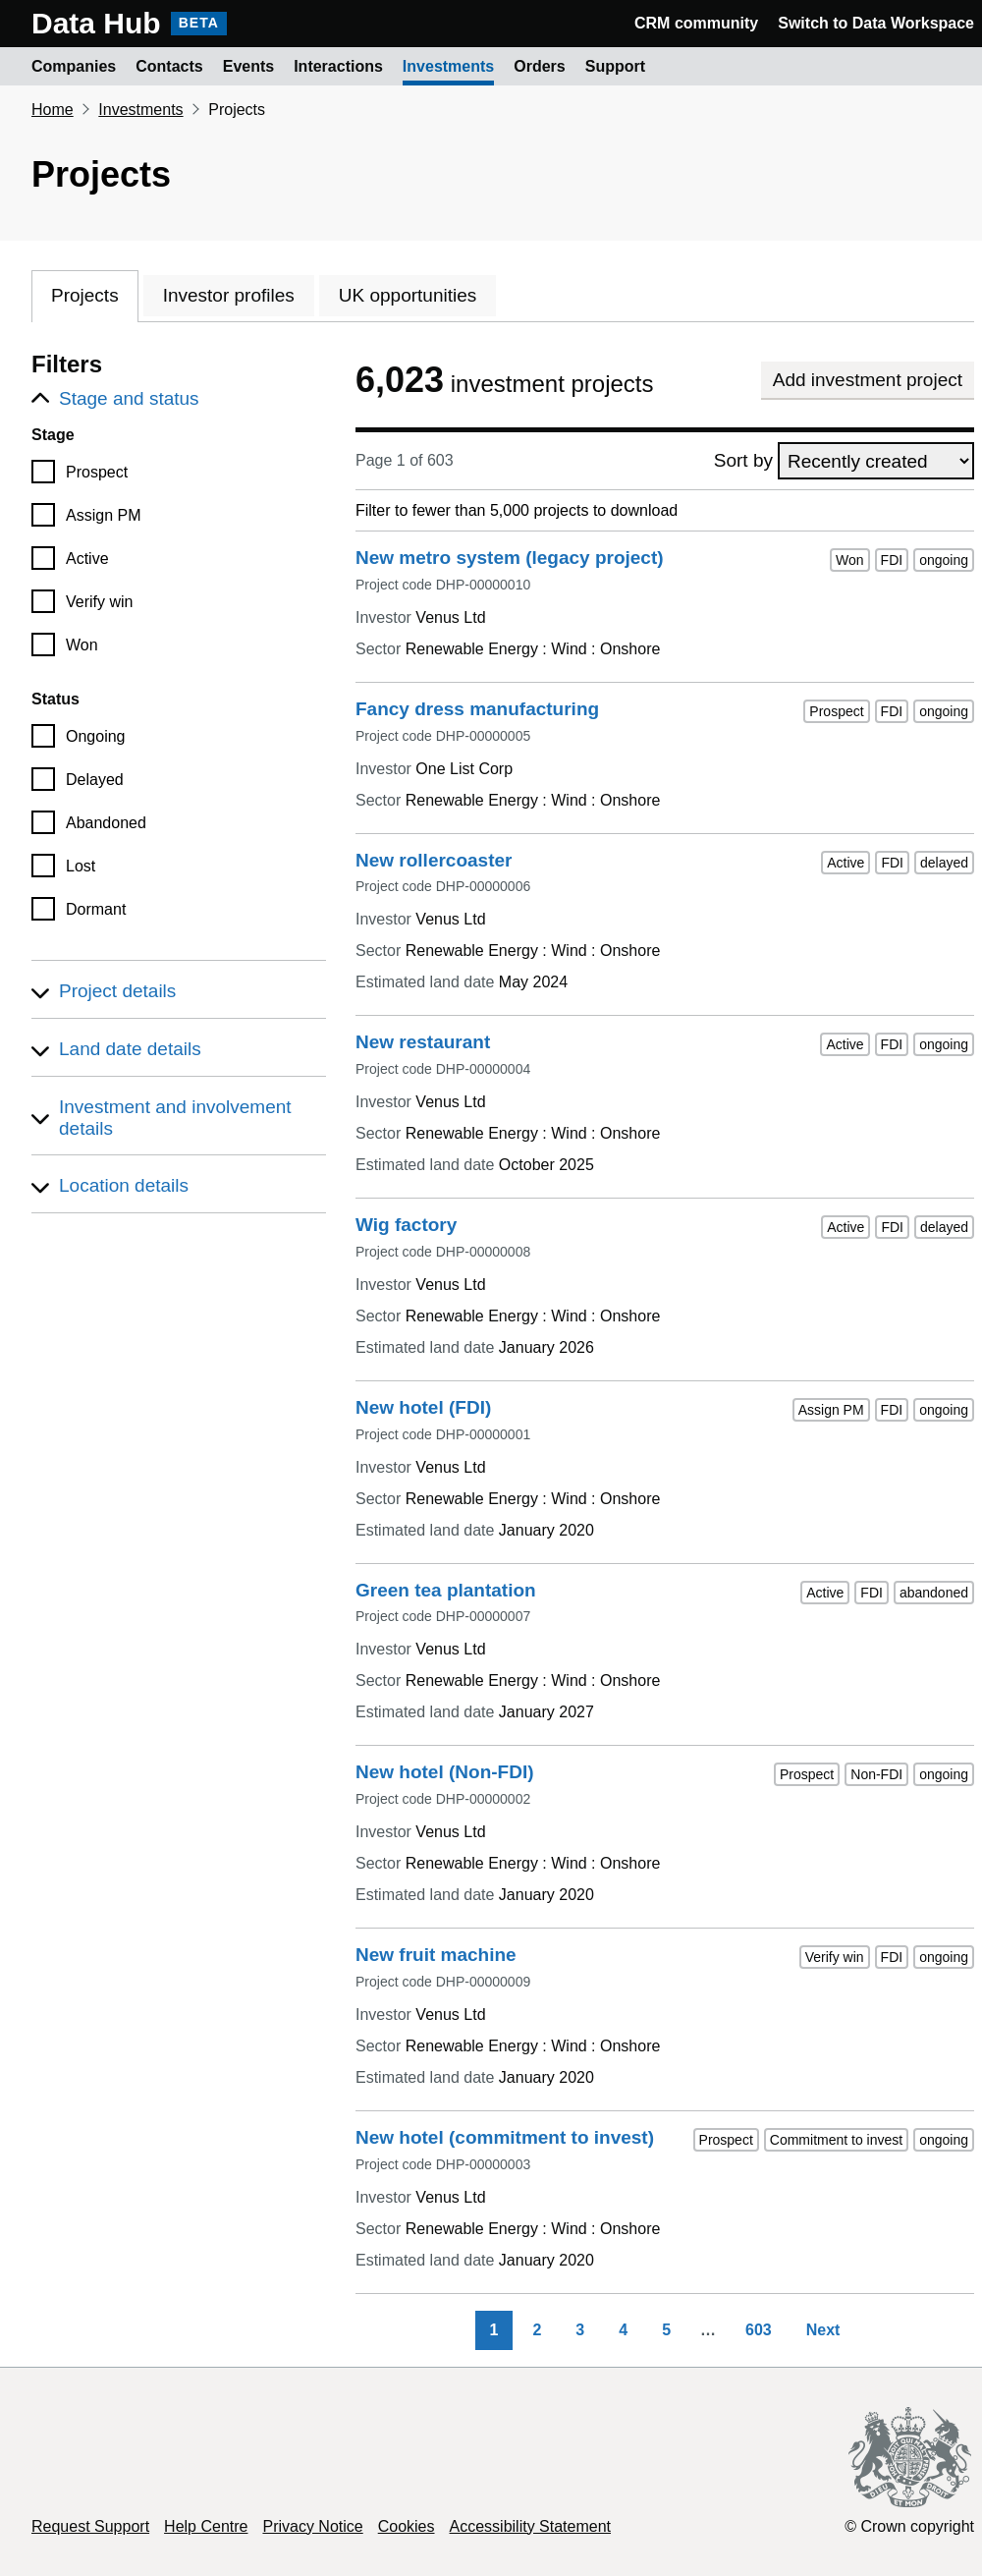 Data Hub BETA CRM community Switch to Data Workspace
Companies Contacts Events Interactions Investments Orders Support
Home Investments Projects
Projects
Projects Investor profiles UK opportunities
Filters
Stage and status
Stage
Prospect
Assign PM
Active
Verify win
Won
Status
Ongoing
Delayed
Abandoned
Lost
Dormant
Project details
Land date details
Investment and involvement
details
Location details
6,023 investment projects Add investment project
Page 1 of 603 Sort by Recently created
Filter to fewer than 5,000 projects to download
New metro system (legacy project) Won FDI ongoing
Project code DHP-00000010
Investor Venus Ltd
Sector Renewable Energy : Wind : Onshore
Fancy dress manufacturing Prospect FDI ongoing
Project code DHP-00000005
Investor One List Corp
Sector Renewable Energy : Wind : Onshore
New rollercoaster Active FDI delayed
Project code DHP-00000006
Investor Venus Ltd
Sector Renewable Energy : Wind : Onshore
Estimated land date May 2024
New restaurant Active FDI ongoing
Project code DHP-00000004
Investor Venus Ltd
Sector Renewable Energy : Wind : Onshore
Estimated land date October 2025
Wig factory Active FDI delayed
Project code DHP-00000008
Investor Venus Ltd
Sector Renewable Energy : Wind : Onshore
Estimated land date January 2026
New hotel (FDI) Assign PM FDI ongoing
Project code DHP-00000001
Investor Venus Ltd
Sector Renewable Energy : Wind : Onshore
Estimated land date January 2020
Green tea plantation Active FDI abandoned
Project code DHP-00000007
Investor Venus Ltd
Sector Renewable Energy : Wind : Onshore
Estimated land date January 2027
New hotel (Non-FDI) Prospect Non-FDI ongoing
Project code DHP-00000002
Investor Venus Ltd
Sector Renewable Energy : Wind : Onshore
Estimated land date January 2020
New fruit machine Verify win FDI ongoing
Project code DHP-00000009
Investor Venus Ltd
Sector Renewable Energy : Wind : Onshore
Estimated land date January 2020
New hotel (commitment to invest) Prospect Commitment to invest ongoing
Project code DHP-00000003
Investor Venus Ltd
Sector Renewable Energy : Wind : Onshore
Estimated land date January 2020
1 2 3 4 5 … 603 Next
DIEU ET MON DROIT
Request Support Help Centre Privacy Notice Cookies Accessibility Statement © Crown copyright